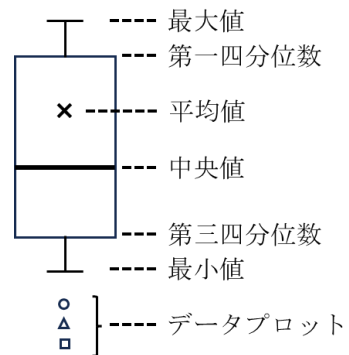 最大値
第一四分位数
平均値
中央値
第三四分位数
最小値
データプロット